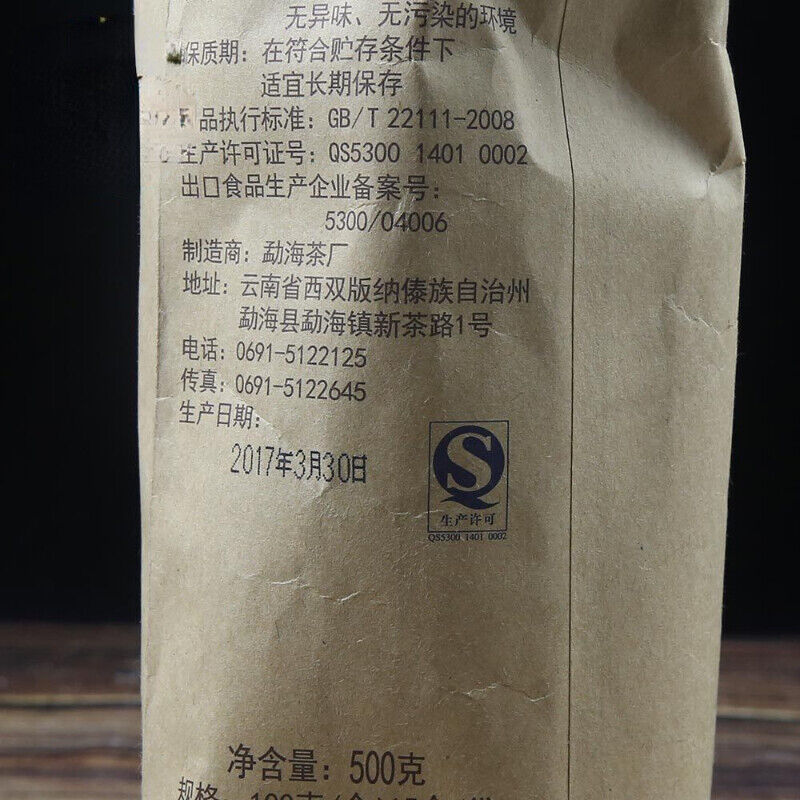 无异味、无污染的环境
保质期：在符合贮存条件下
适宜长期保存
品执行标准：GB/T 22111-2008
生产许可证号：QS5300 1401 0002
出口食品生产企业备案号：
5300/04006
制造商：勐海茶厂
地址：云南省西双版纳傣族自治州
勐海县勐海镇新茶路1号
电话：0691-5122125
传真：0691-5122645
生产日期：
2017年3月30日
生产许可
QS5300 1401 0002
净含量：500克
规格：